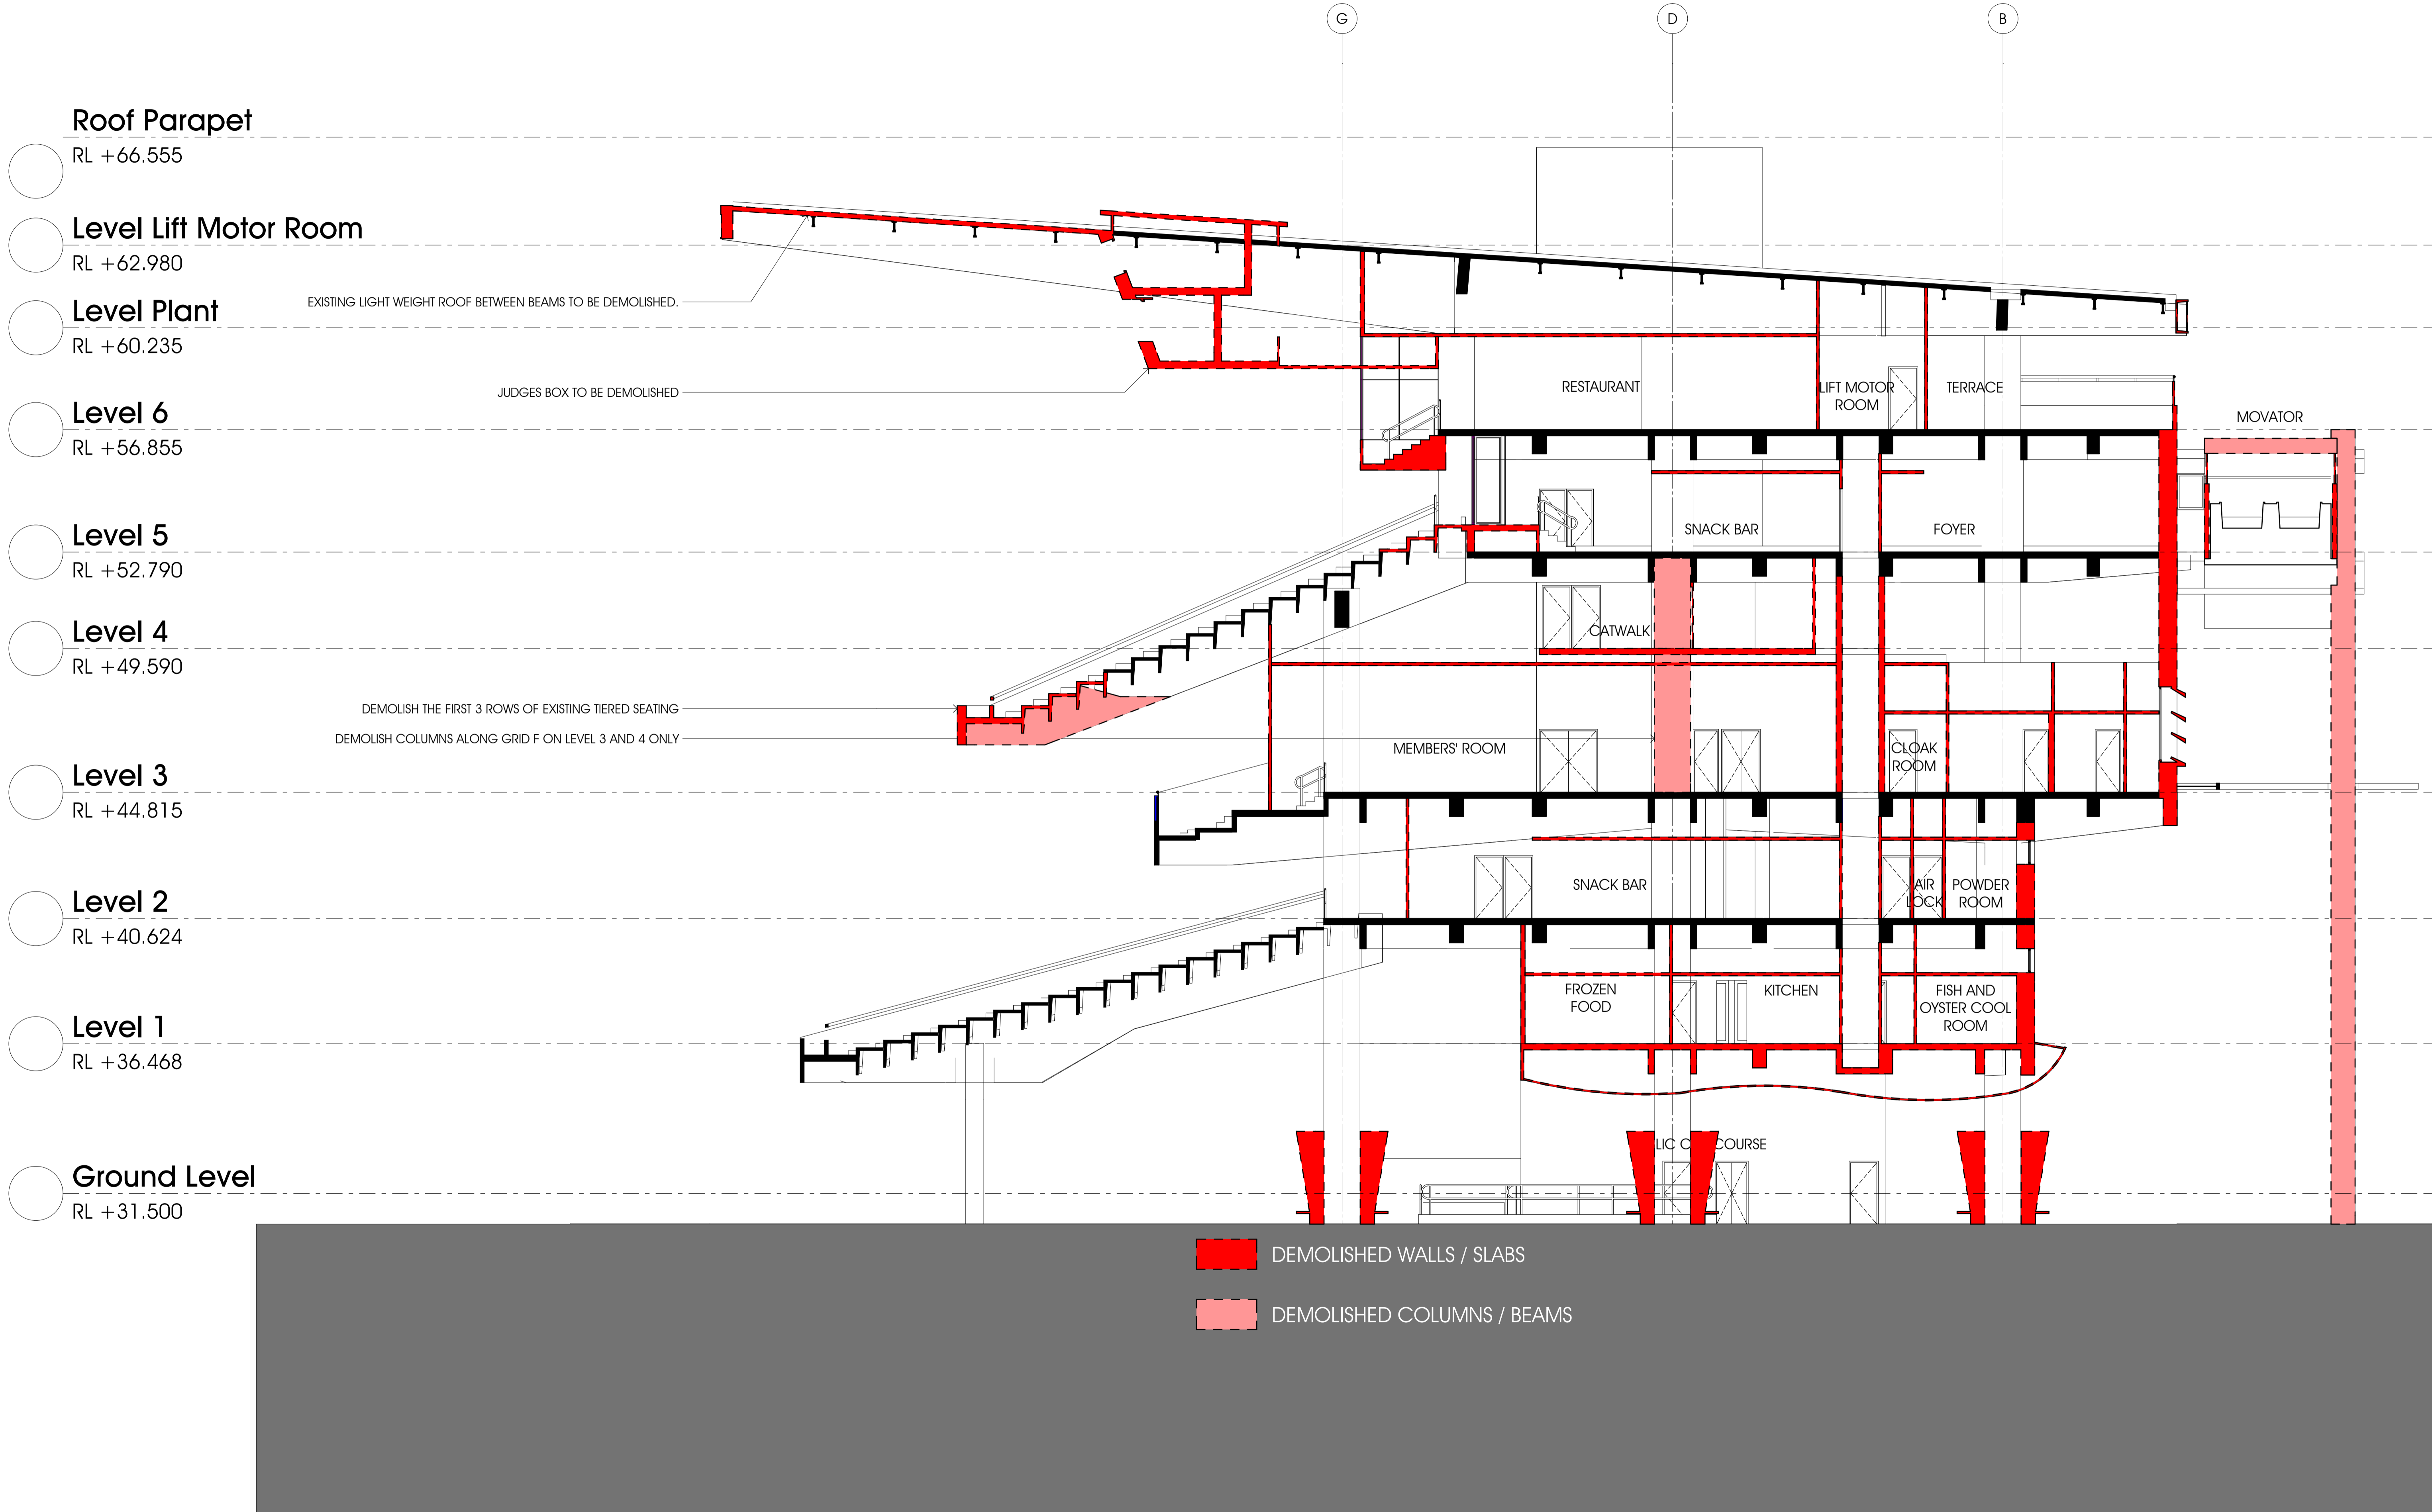 G
D
B
Roof Parapet
RL +66.555
Level Lift Motor Room
RL +62.980
EXISTING LIGHT WEIGHT ROOF BETWEEN BEAMS TO BE DEMOLISHED.
Level Plant
RL +60.235
JUDGES BOX TO BE DEMOLISHED
RESTAURANT
LIFT MOTOR
ROOM
TERRACE
Level 6
RL +56.855
MOVATOR
Level 5
RL +52.790
SNACK BAR
FOYER
Level 4
RL +49.590
CATWALK
DEMOLISH THE FIRST 3 ROWS OF EXISTING TIERED SEATING
DEMOLISH COLUMNS ALONG GRID F ON LEVEL 3 AND 4 ONLY
MEMBERS' ROOM
CLOAK
ROOM
Level 3
RL +44.815
SNACK BAR
AIR
LOCK
POWDER
ROOM
Level 2
RL +40.624
FROZEN
FOOD
KITCHEN
FISH AND
OYSTER COOL
ROOM
Level 1
RL +36.468
LIC C COURSE
Ground Level
RL +31.500
DEMOLISHED WALLS / SLABS
DEMOLISHED COLUMNS / BEAMS